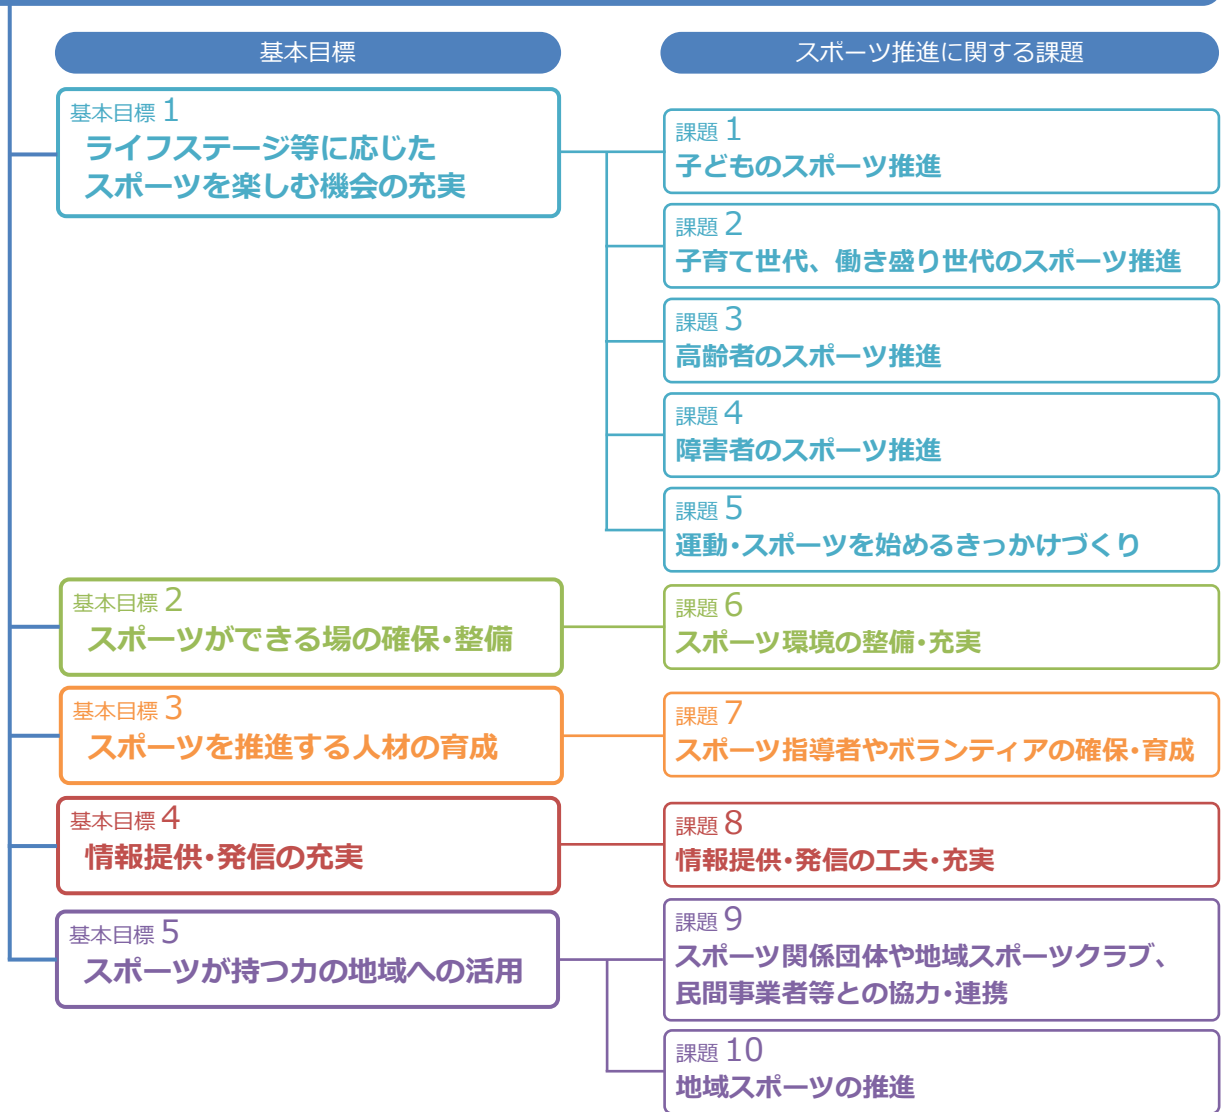 基本目標
スポーツ推進に関する課題
基本目標 1
ライフステージ等に応じた
スポーツを楽しむ機会の充実
課題 1
子どものスポーツ推進
課題 2
子育て世代、働き盛り世代のスポーツ推進
課題 3
高齢者のスポーツ推進
課題 4
障害者のスポーツ推進
課題 5
運動・スポーツを始めるきっかけづくり
基本目標 2
スポーツができる場の確保・整備
課題 6
スポーツ環境の整備・充実
基本目標 3
スポーツを推進する人材の育成
課題 7
スポーツ指導者やボランティアの確保・育成
基本目標 4
情報提供・発信の充実
課題 8
情報提供・発信の工夫・充実
基本目標 5
スポーツが持つ力の地域への活用
課題 9
スポーツ関係団体や地域スポーツクラブ、
民間事業者等との協力・連携
課題 10
地域スポーツの推進